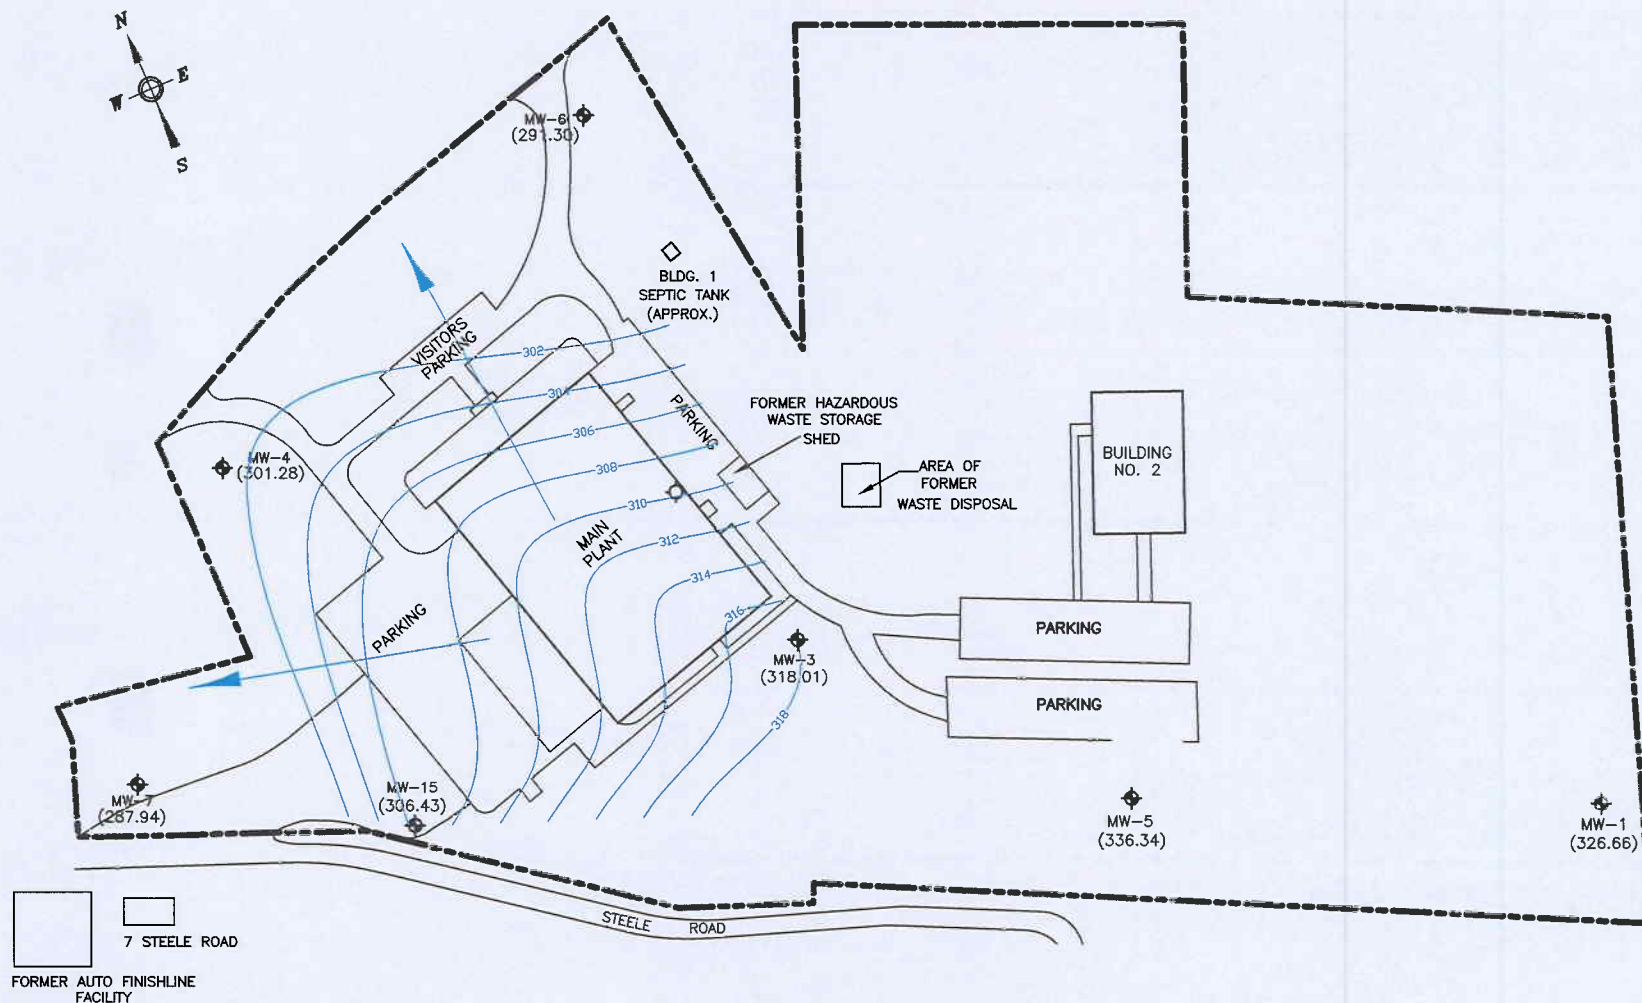 N
E
W
S
MW-6
(291.30)
BLDG. 1
SEPTIC TANK
(APPROX.)
VISITORS
PARKING
302
304
306
308
310
312
314
316
318
PARKING
FORMER HAZARDOUS
WASTE STORAGE
SHED
AREA OF
FORMER
WASTE DISPOSAL
BUILDING
NO. 2
MW-4
(301.28)
MAIN
PLANT
PARKING
PARKING
PARKING
MW-3
(318.01)
MW-7
(287.94)
MW-15
(306.43)
MW-5
(336.34)
MW-1
(326.66)
STEELE ROAD
7 STEELE ROAD
FORMER AUTO FINISHLINE
FACILITY